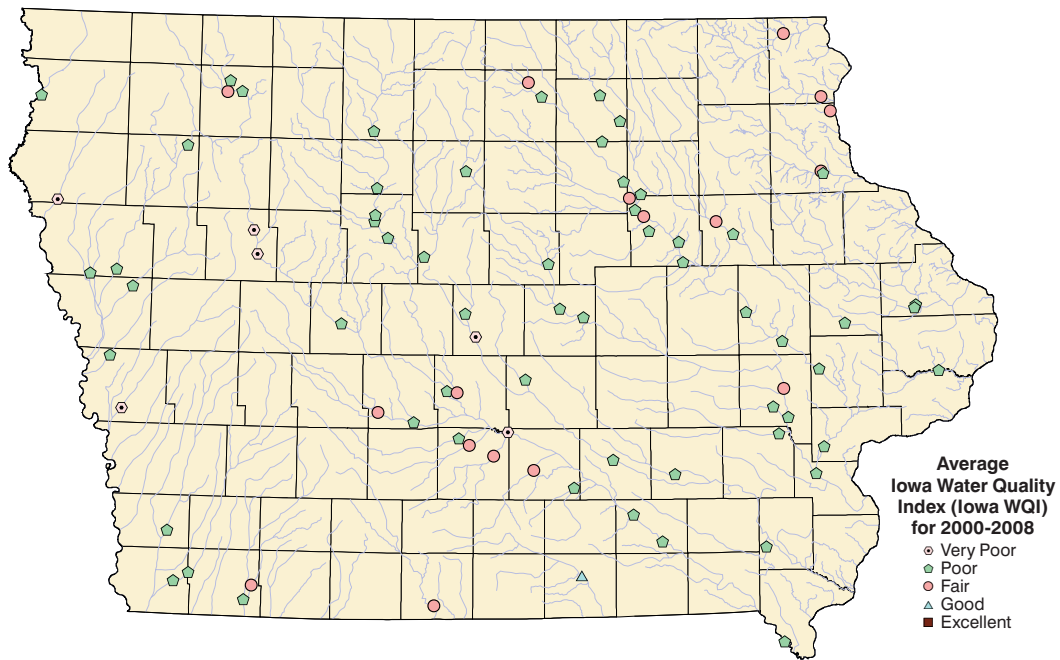 Average
Iowa Water Quality
Index (Iowa WQI)
for 2000-2008
Very Poor
Poor
Fair
Good
Excellent